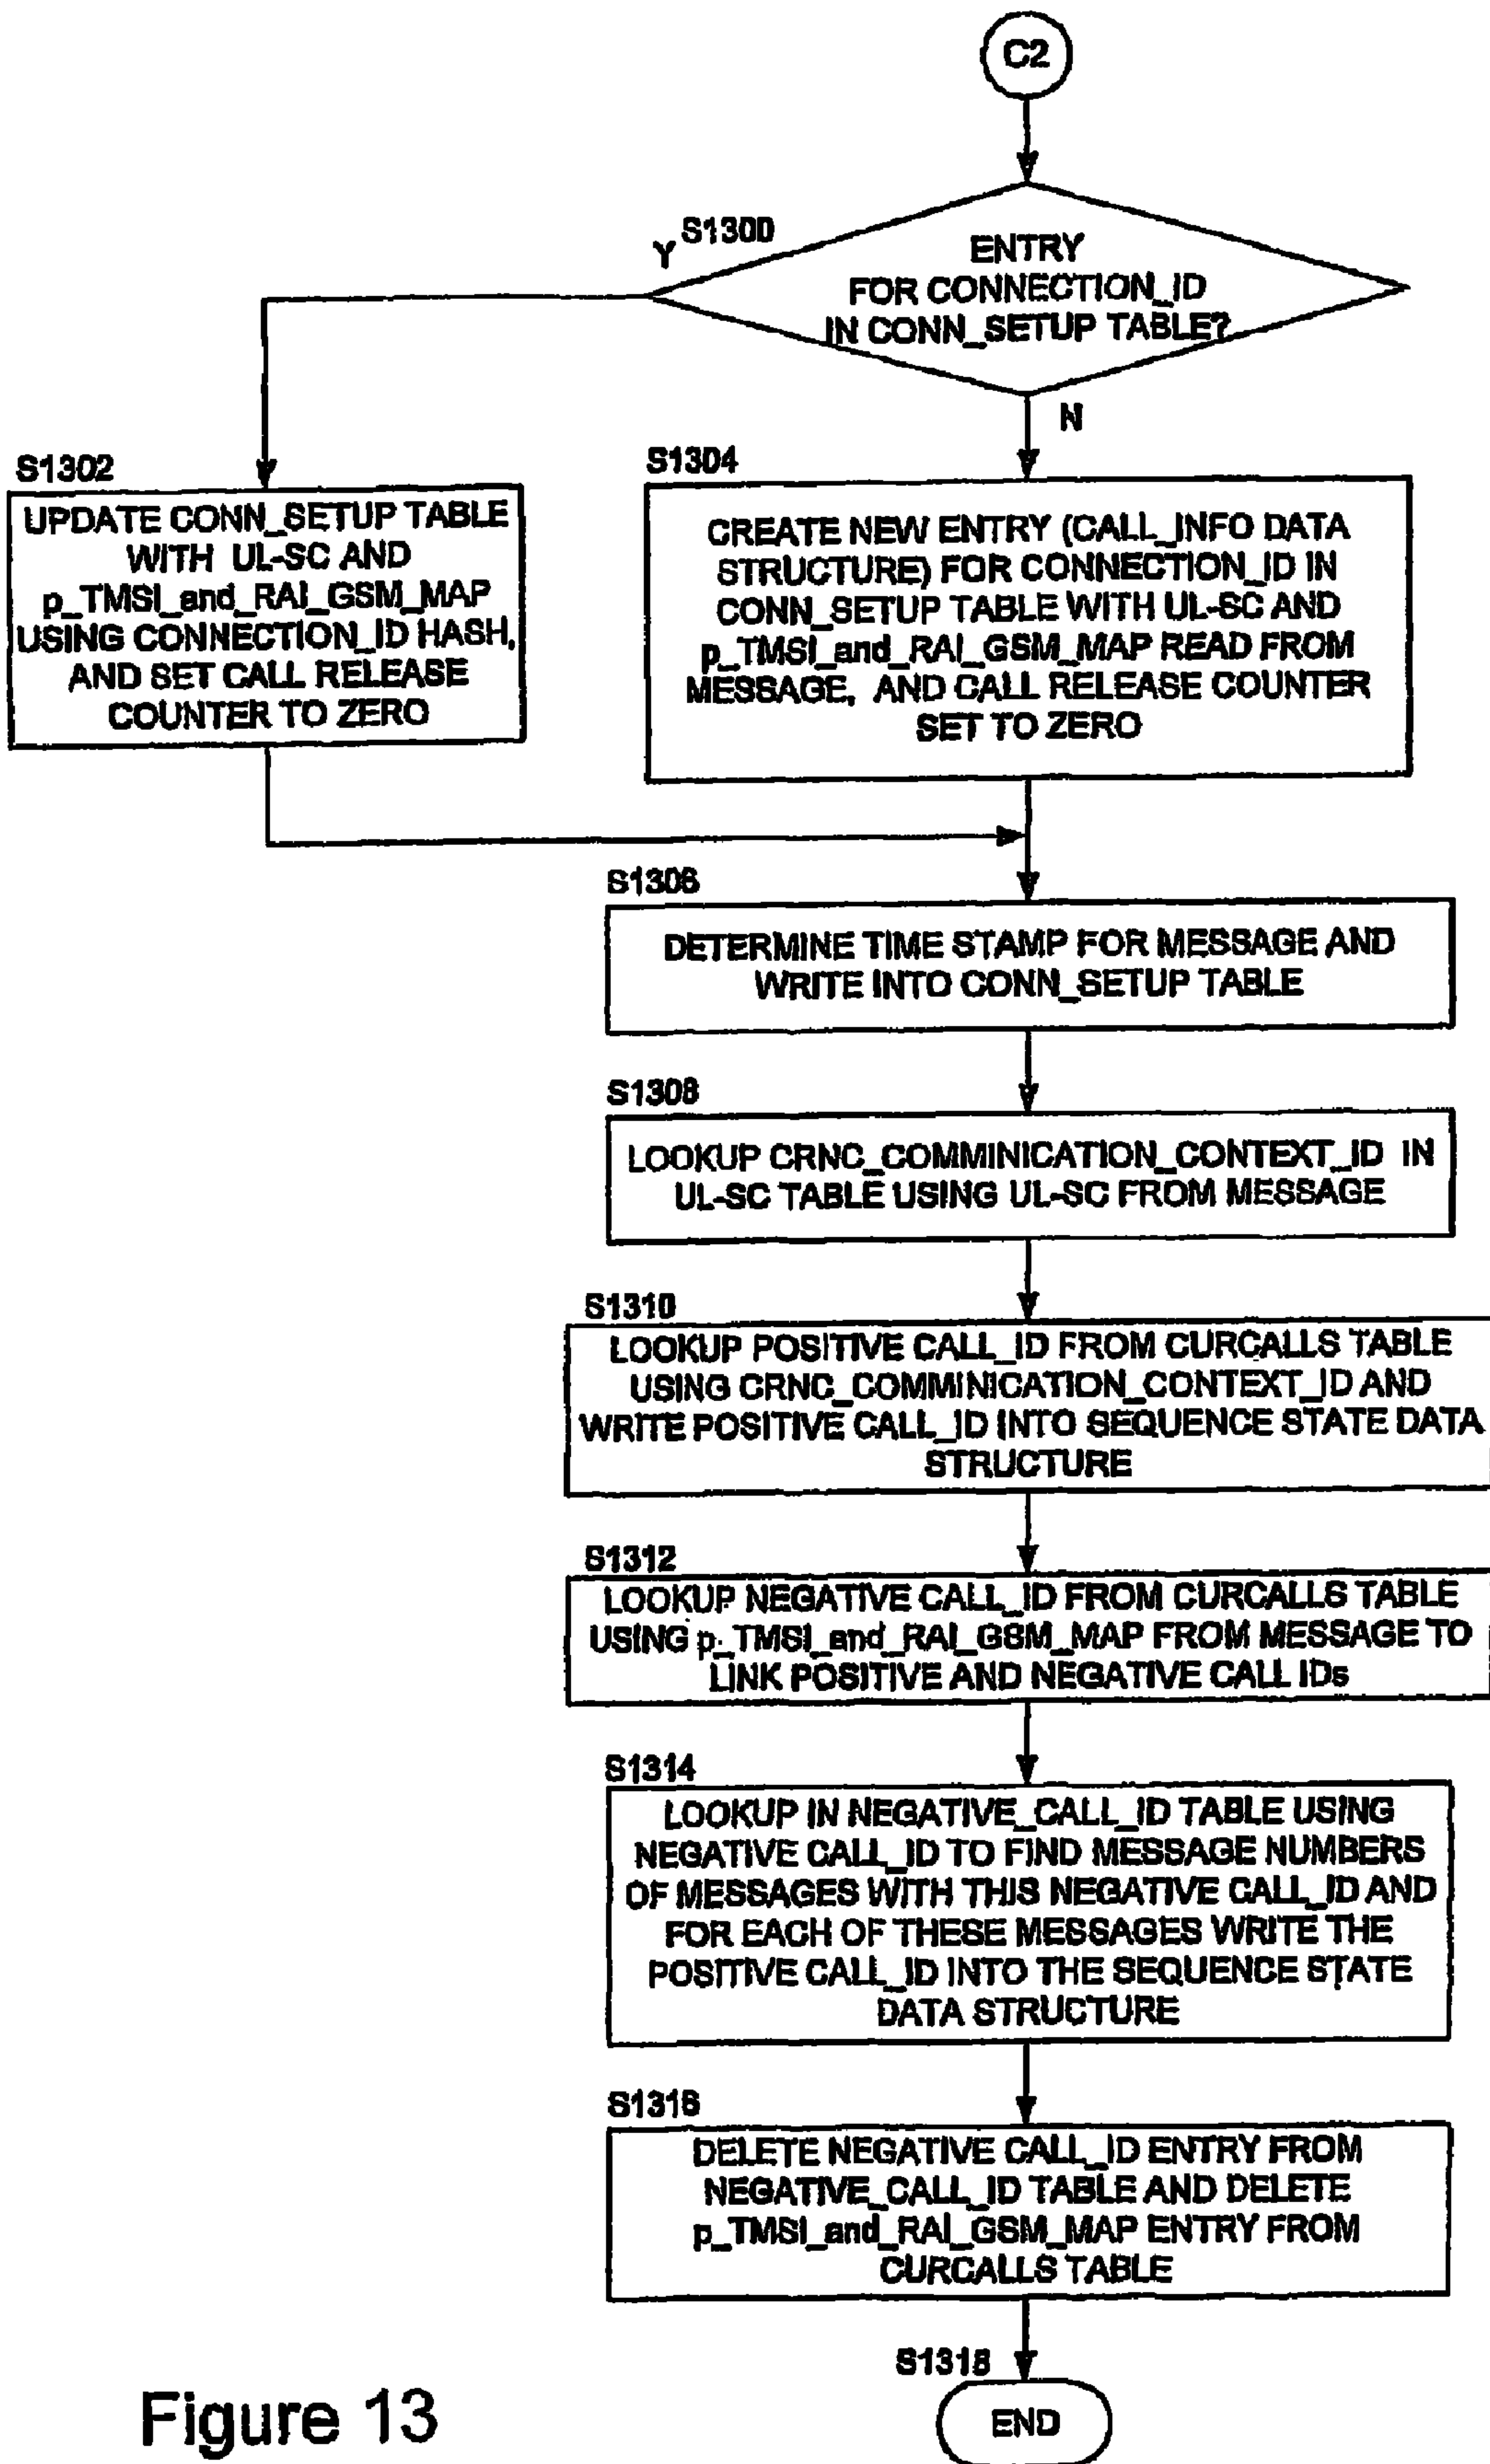 C2
S1300
Y
ENTRY
FOR CONNECTION_ID
IN CONN_SETUP TABLE?
N
S1302
UPDATE CONN_SETUP TABLE
WITH UL-SC AND
p_TMSI_and_RAI_GSM_MAP
USING CONNECTION_ID HASH,
AND SET CALL RELEASE
COUNTER TO ZERO
S1304
CREATE NEW ENTRY (CALL_INFO DATA
STRUCTURE) FOR CONNECTION_ID IN
CONN_SETUP TABLE WITH UL-SC AND
p_TMSI_and_RAI_GSM_MAP READ FROM
MESSAGE, AND CALL RELEASE COUNTER
SET TO ZERO
S1306
DETERMINE TIME STAMP FOR MESSAGE AND
WRITE INTO CONN_SETUP TABLE
S1308
LOOKUP CRNC_COMMINICATION_CONTEXT_ID IN
UL-SC TABLE USING UL-SC FROM MESSAGE
S1310
LOOKUP POSITIVE CALL_ID FROM CURCALLS TABLE
USING CRNC_COMMINICATION_CONTEXT_ID AND
WRITE POSITIVE CALL_ID INTO SEQUENCE STATE DATA
STRUCTURE
S1312
LOOKUP NEGATIVE CALL_ID FROM CURCALLS TABLE
USING p_TMSI_and_RAI_GSM_MAP FROM MESSAGE TO
LINK POSITIVE AND NEGATIVE CALL IDs
S1314
LOOKUP IN NEGATIVE_CALL_ID TABLE USING
NEGATIVE CALL_ID TO FIND MESSAGE NUMBERS
OF MESSAGES WITH THIS NEGATIVE CALL_ID AND
FOR EACH OF THESE MESSAGES WRITE THE
POSITIVE CALL_ID INTO THE SEQUENCE STATE
DATA STRUCTURE
S1316
DELETE NEGATIVE CALL_ID ENTRY FROM
NEGATIVE_CALL_ID TABLE AND DELETE
p_TMSI_and_RAI_GSM_MAP ENTRY FROM
CURCALLS TABLE
S1318
END
Figure 13